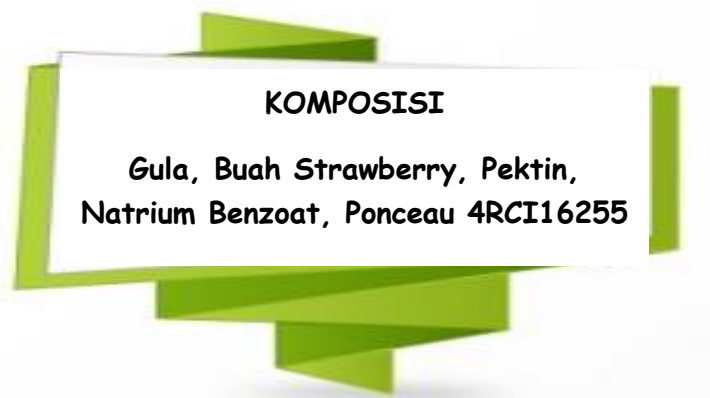 KOMPOSISI
Gula, Buah Strawberry, Pektin,
Natrium Benzoat, Ponceau 4RCI16255